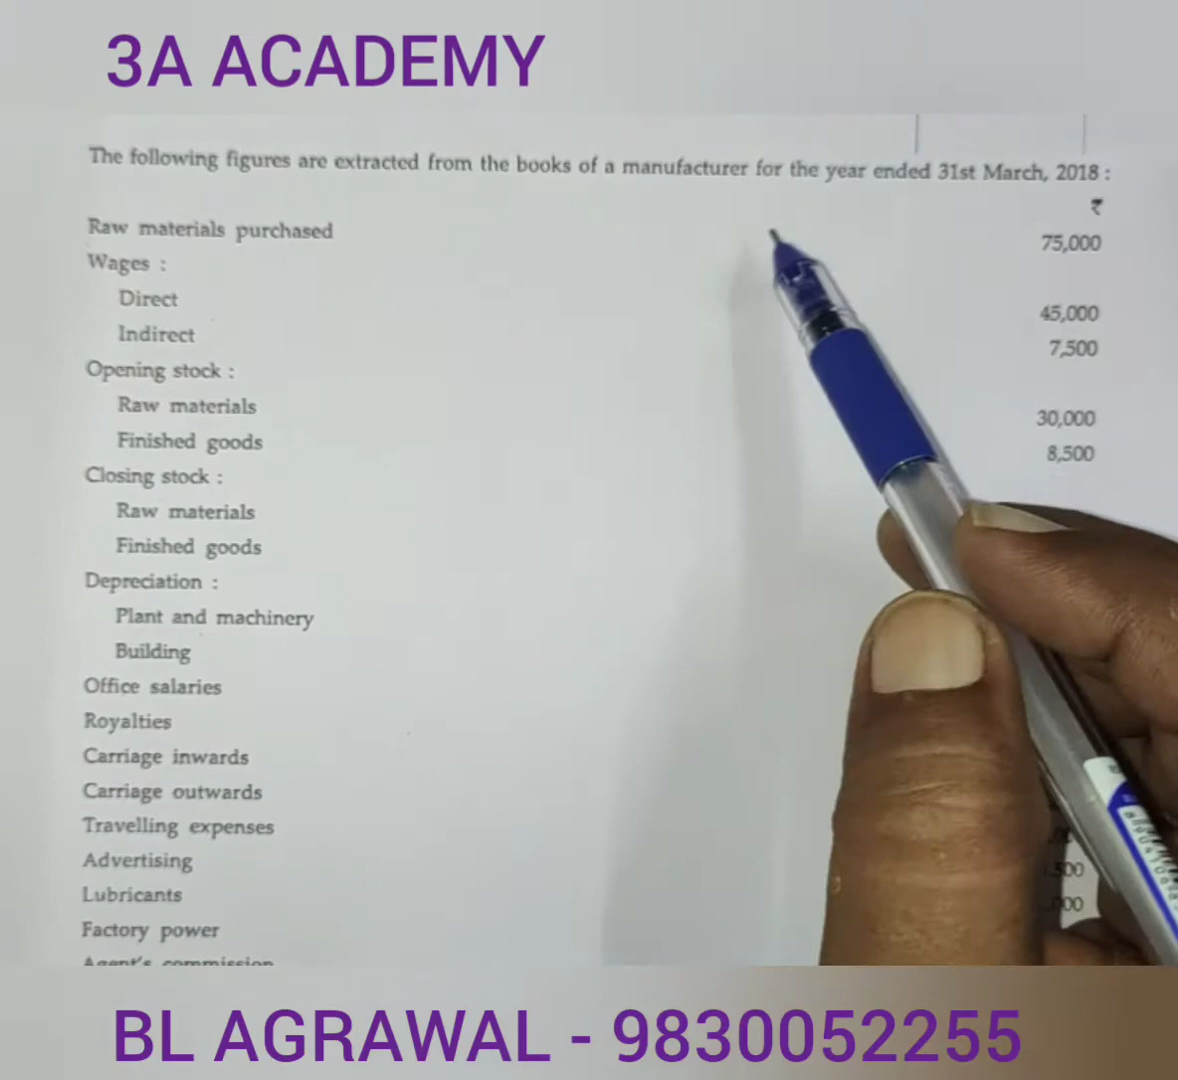 3A ACADEMY
The following figures are extracted from the books of a manufacturer for the year ended 31st March, 2018 :
₹
Raw materials purchased 75,000
Wages :
Direct 45,000
Indirect 7,500
Opening stock :
Raw materials 30,000
Finished goods 8,500
Closing stock :
Raw materials
Finished goods
Depreciation :
Plant and machinery
Building
Office salaries
Royalties
Carriage inwards
Carriage outwards
Travelling expenses
Advertising
Lubricants
Factory power
Agent's commission
BL AGRAWAL - 9830052255